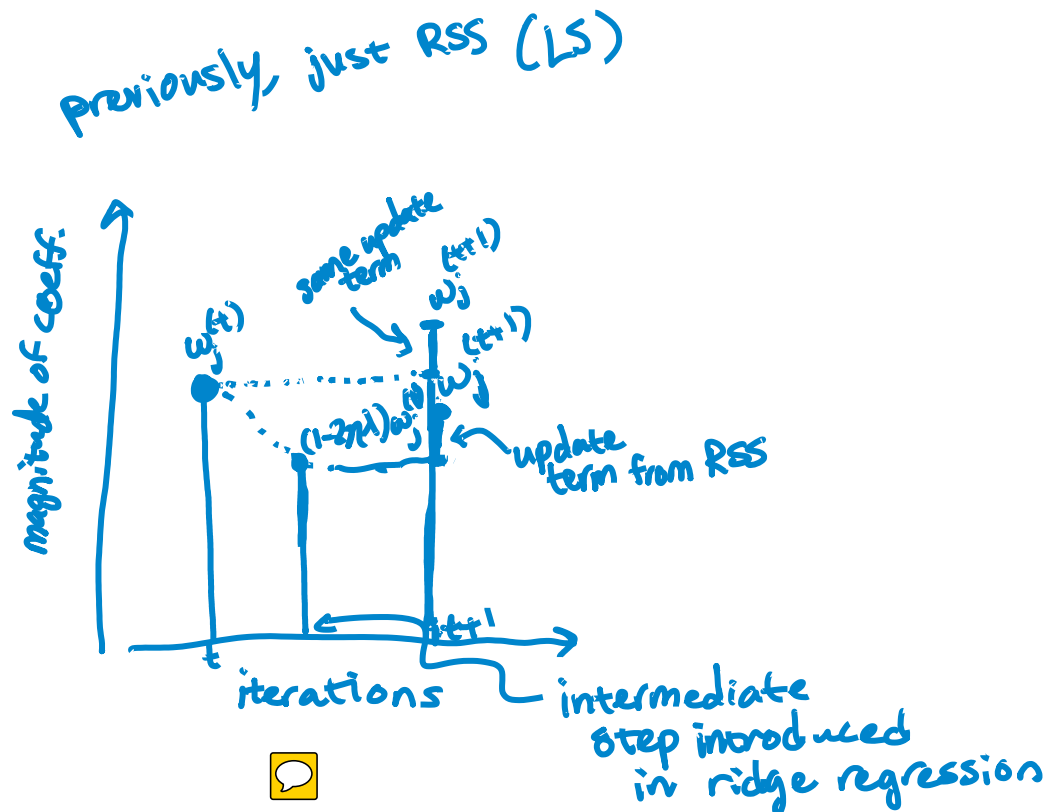 previously, just RSS (LS)
magnitude of coeff.
same update
term
w_j^(t+1)
w_j^(t)
w_j^(t+1)
(1-2ηλ)w_j^(t)
update
term from RSS
t
t+1
iterations
intermediate
step introduced
in ridge regression